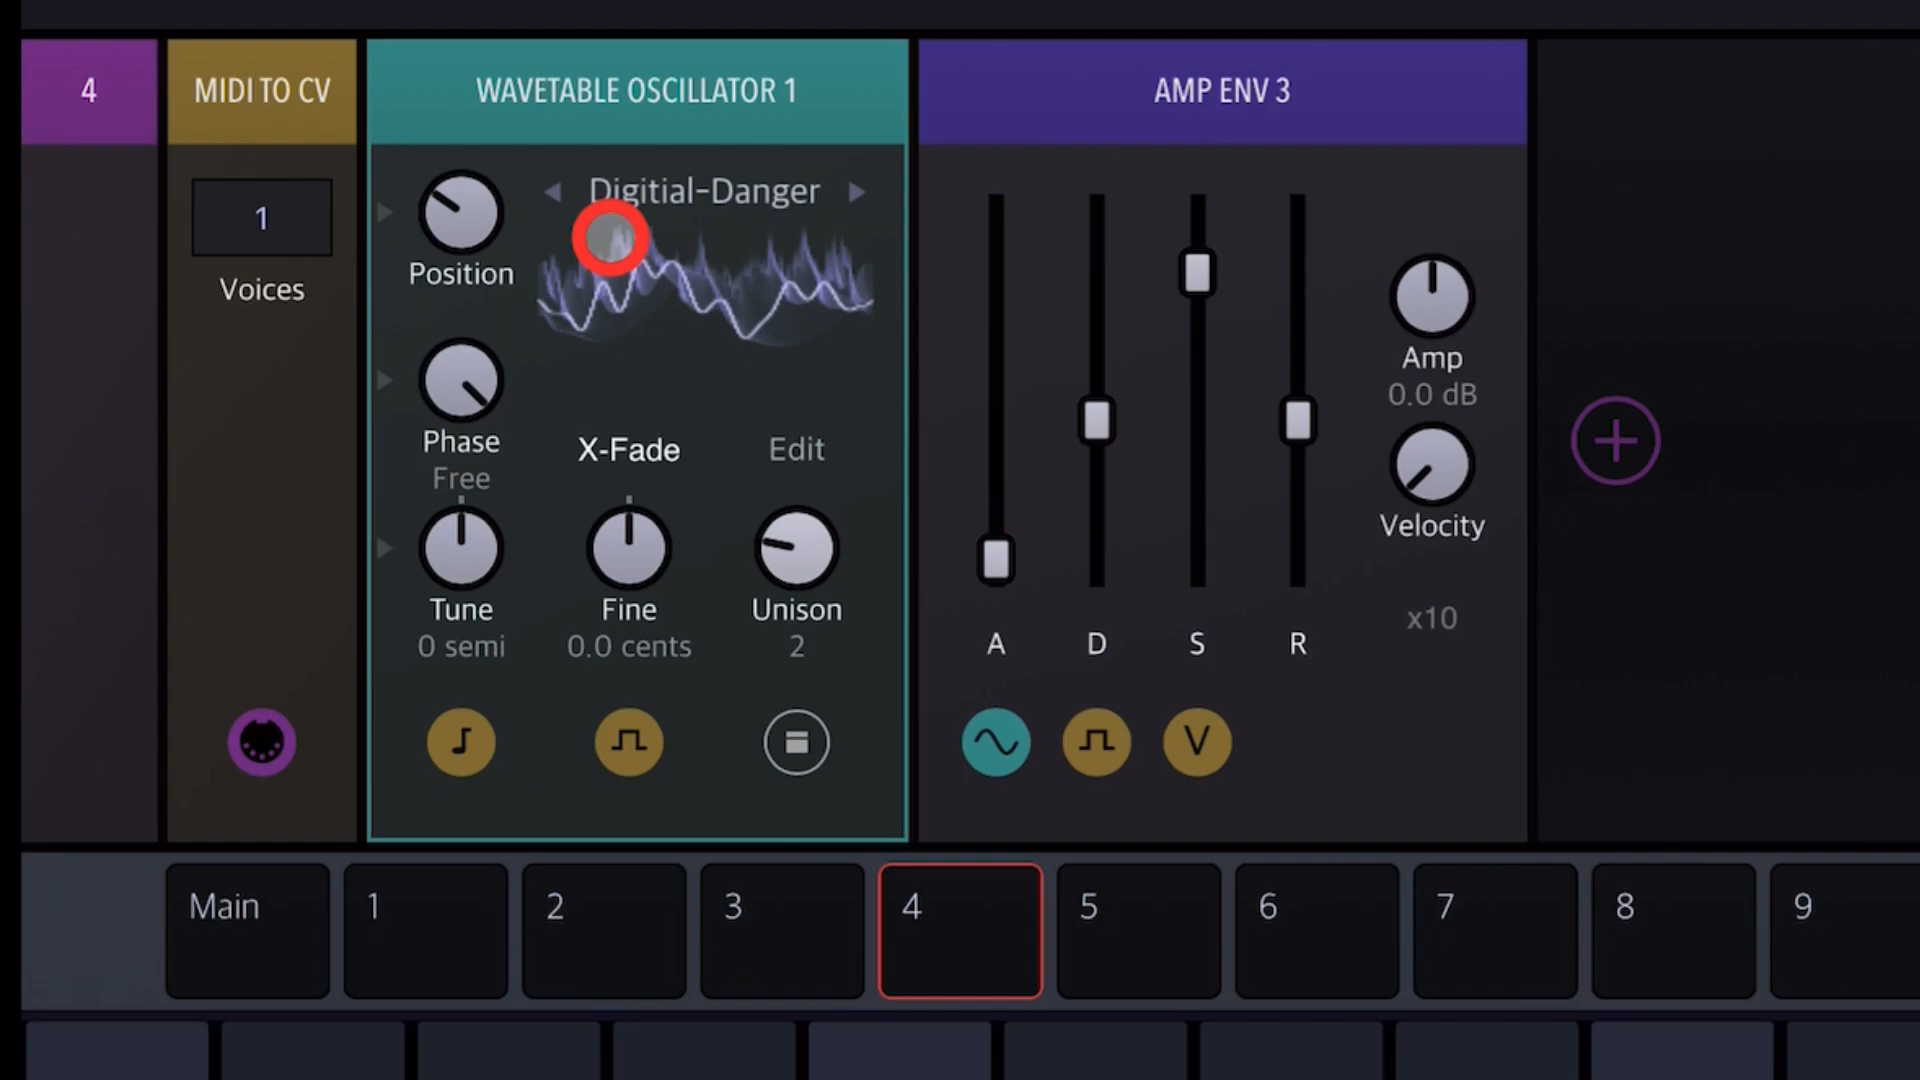 4
MIDI TO CV
WAVETABLE OSCILLATOR 1
AMP ENV 3
1
Voices
Digitial-Danger
Position
Phase
Free
X-Fade
Edit
Tune
0 semi
Fine
0.0 cents
Unison
2
A
D
S
R
Amp
0.0 dB
Velocity
x10
V
Main
1
2
3
4
5
6
7
8
9